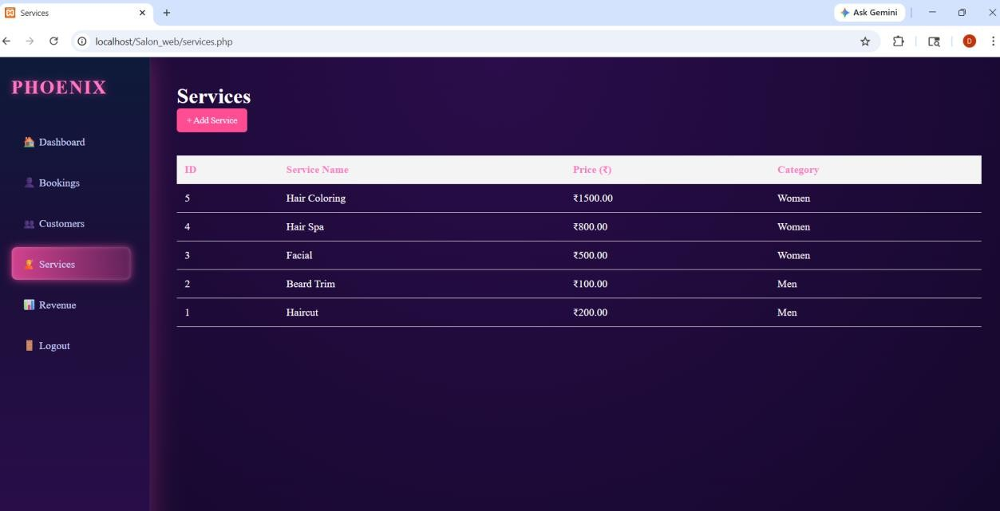 Services
Ask Gemini
localhost/Salon_web/services.php
D
PHOENIX
Dashboard
Bookings
Customers
Services
Revenue
Logout
Services
+ Add Service
ID Service Name Price (₹) Category
5 Hair Coloring ₹1500.00 Women
4 Hair Spa ₹800.00 Women
3 Facial ₹500.00 Women
2 Beard Trim ₹100.00 Men
1 Haircut ₹200.00 Men